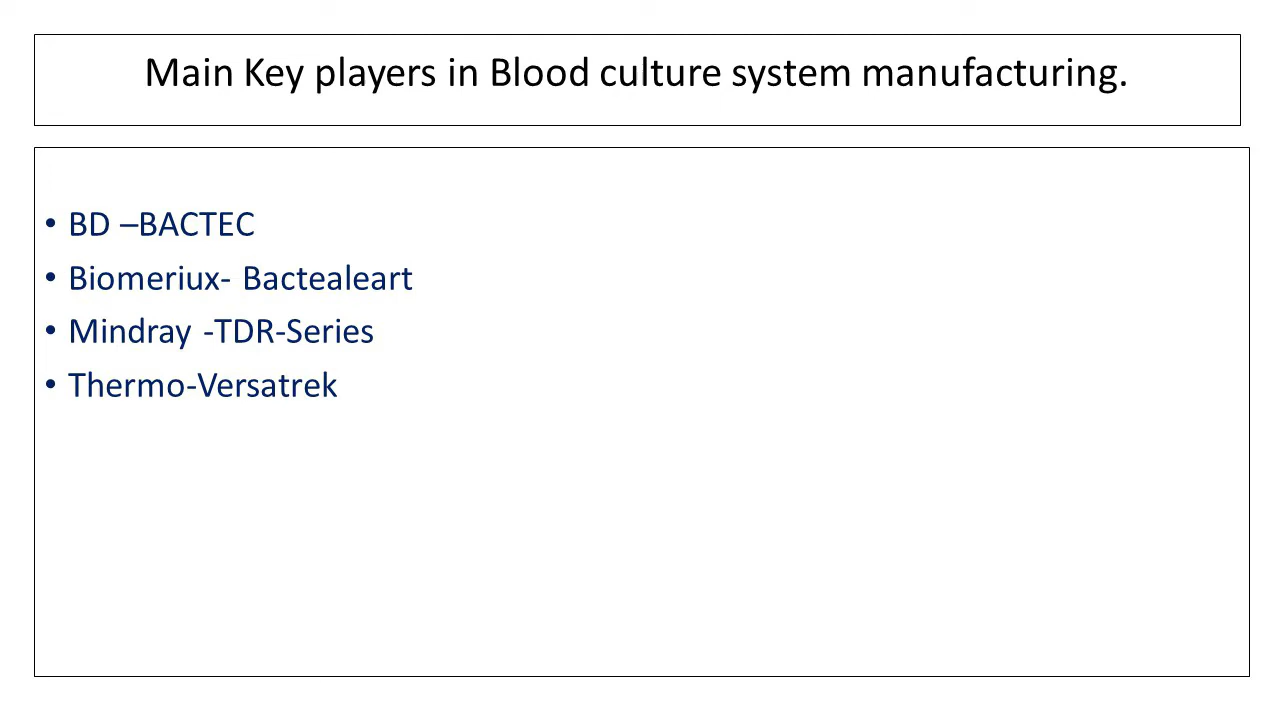 Main Key players in Blood culture system manufacturing.
• BD –BACTEC
• Biomeriux- Bactealeart
• Mindray -TDR-Series
• Thermo-Versatrek